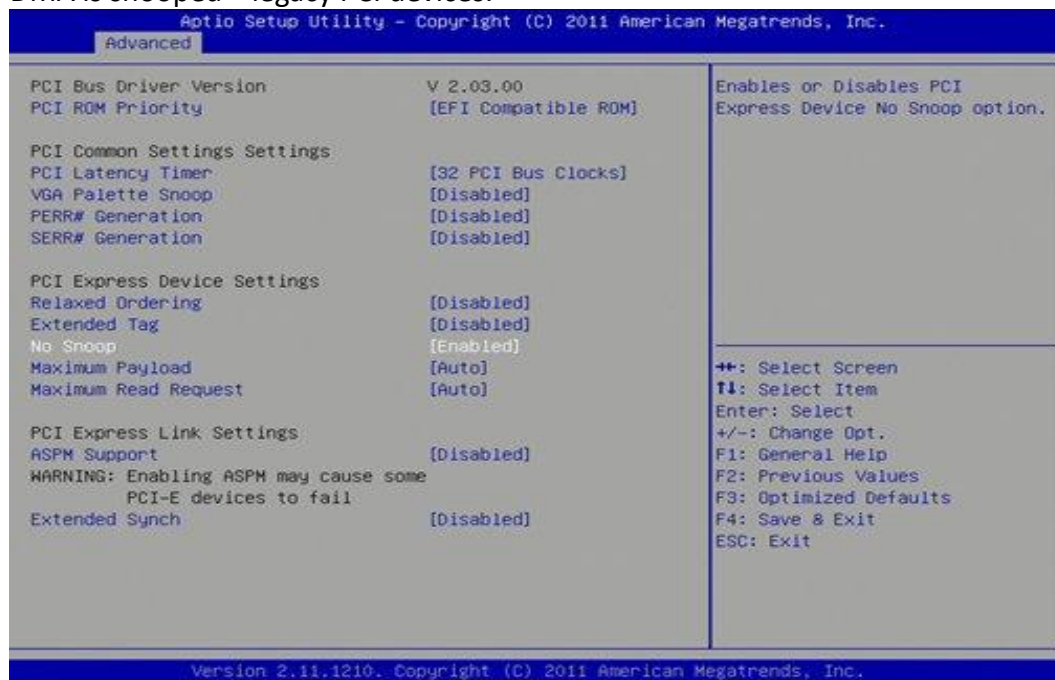 DMA is snooped – legacy PCI devices.
Aptio Setup Utility – Copyright (C) 2011 American Megatrends, Inc.
Advanced
PCI Bus Driver Version V 2.03.00
PCI ROM Priority [EFI Compatible ROM]
PCI Common Settings Settings
PCI Latency Timer [32 PCI Bus Clocks]
VGA Palette Snoop [Disabled]
PERR# Generation [Disabled]
SERR# Generation [Disabled]
PCI Express Device Settings
Relaxed Ordering [Disabled]
Extended Tag [Disabled]
No Snoop [Enabled]
Maximum Payload [Auto]
Maximum Read Request [Auto]
PCI Express Link Settings
ASPM Support [Disabled]
WARNING: Enabling ASPM may cause some
PCI-E devices to fail
Extended Synch [Disabled]
Enables or Disables PCI
Express Device No Snoop option.
→←: Select Screen
↑↓: Select Item
Enter: Select
+/-: Change Opt.
F1: General Help
F2: Previous Values
F3: Optimized Defaults
F4: Save & Exit
ESC: Exit
Version 2.11.1210. Copyright (C) 2011 American Megatrends, Inc.